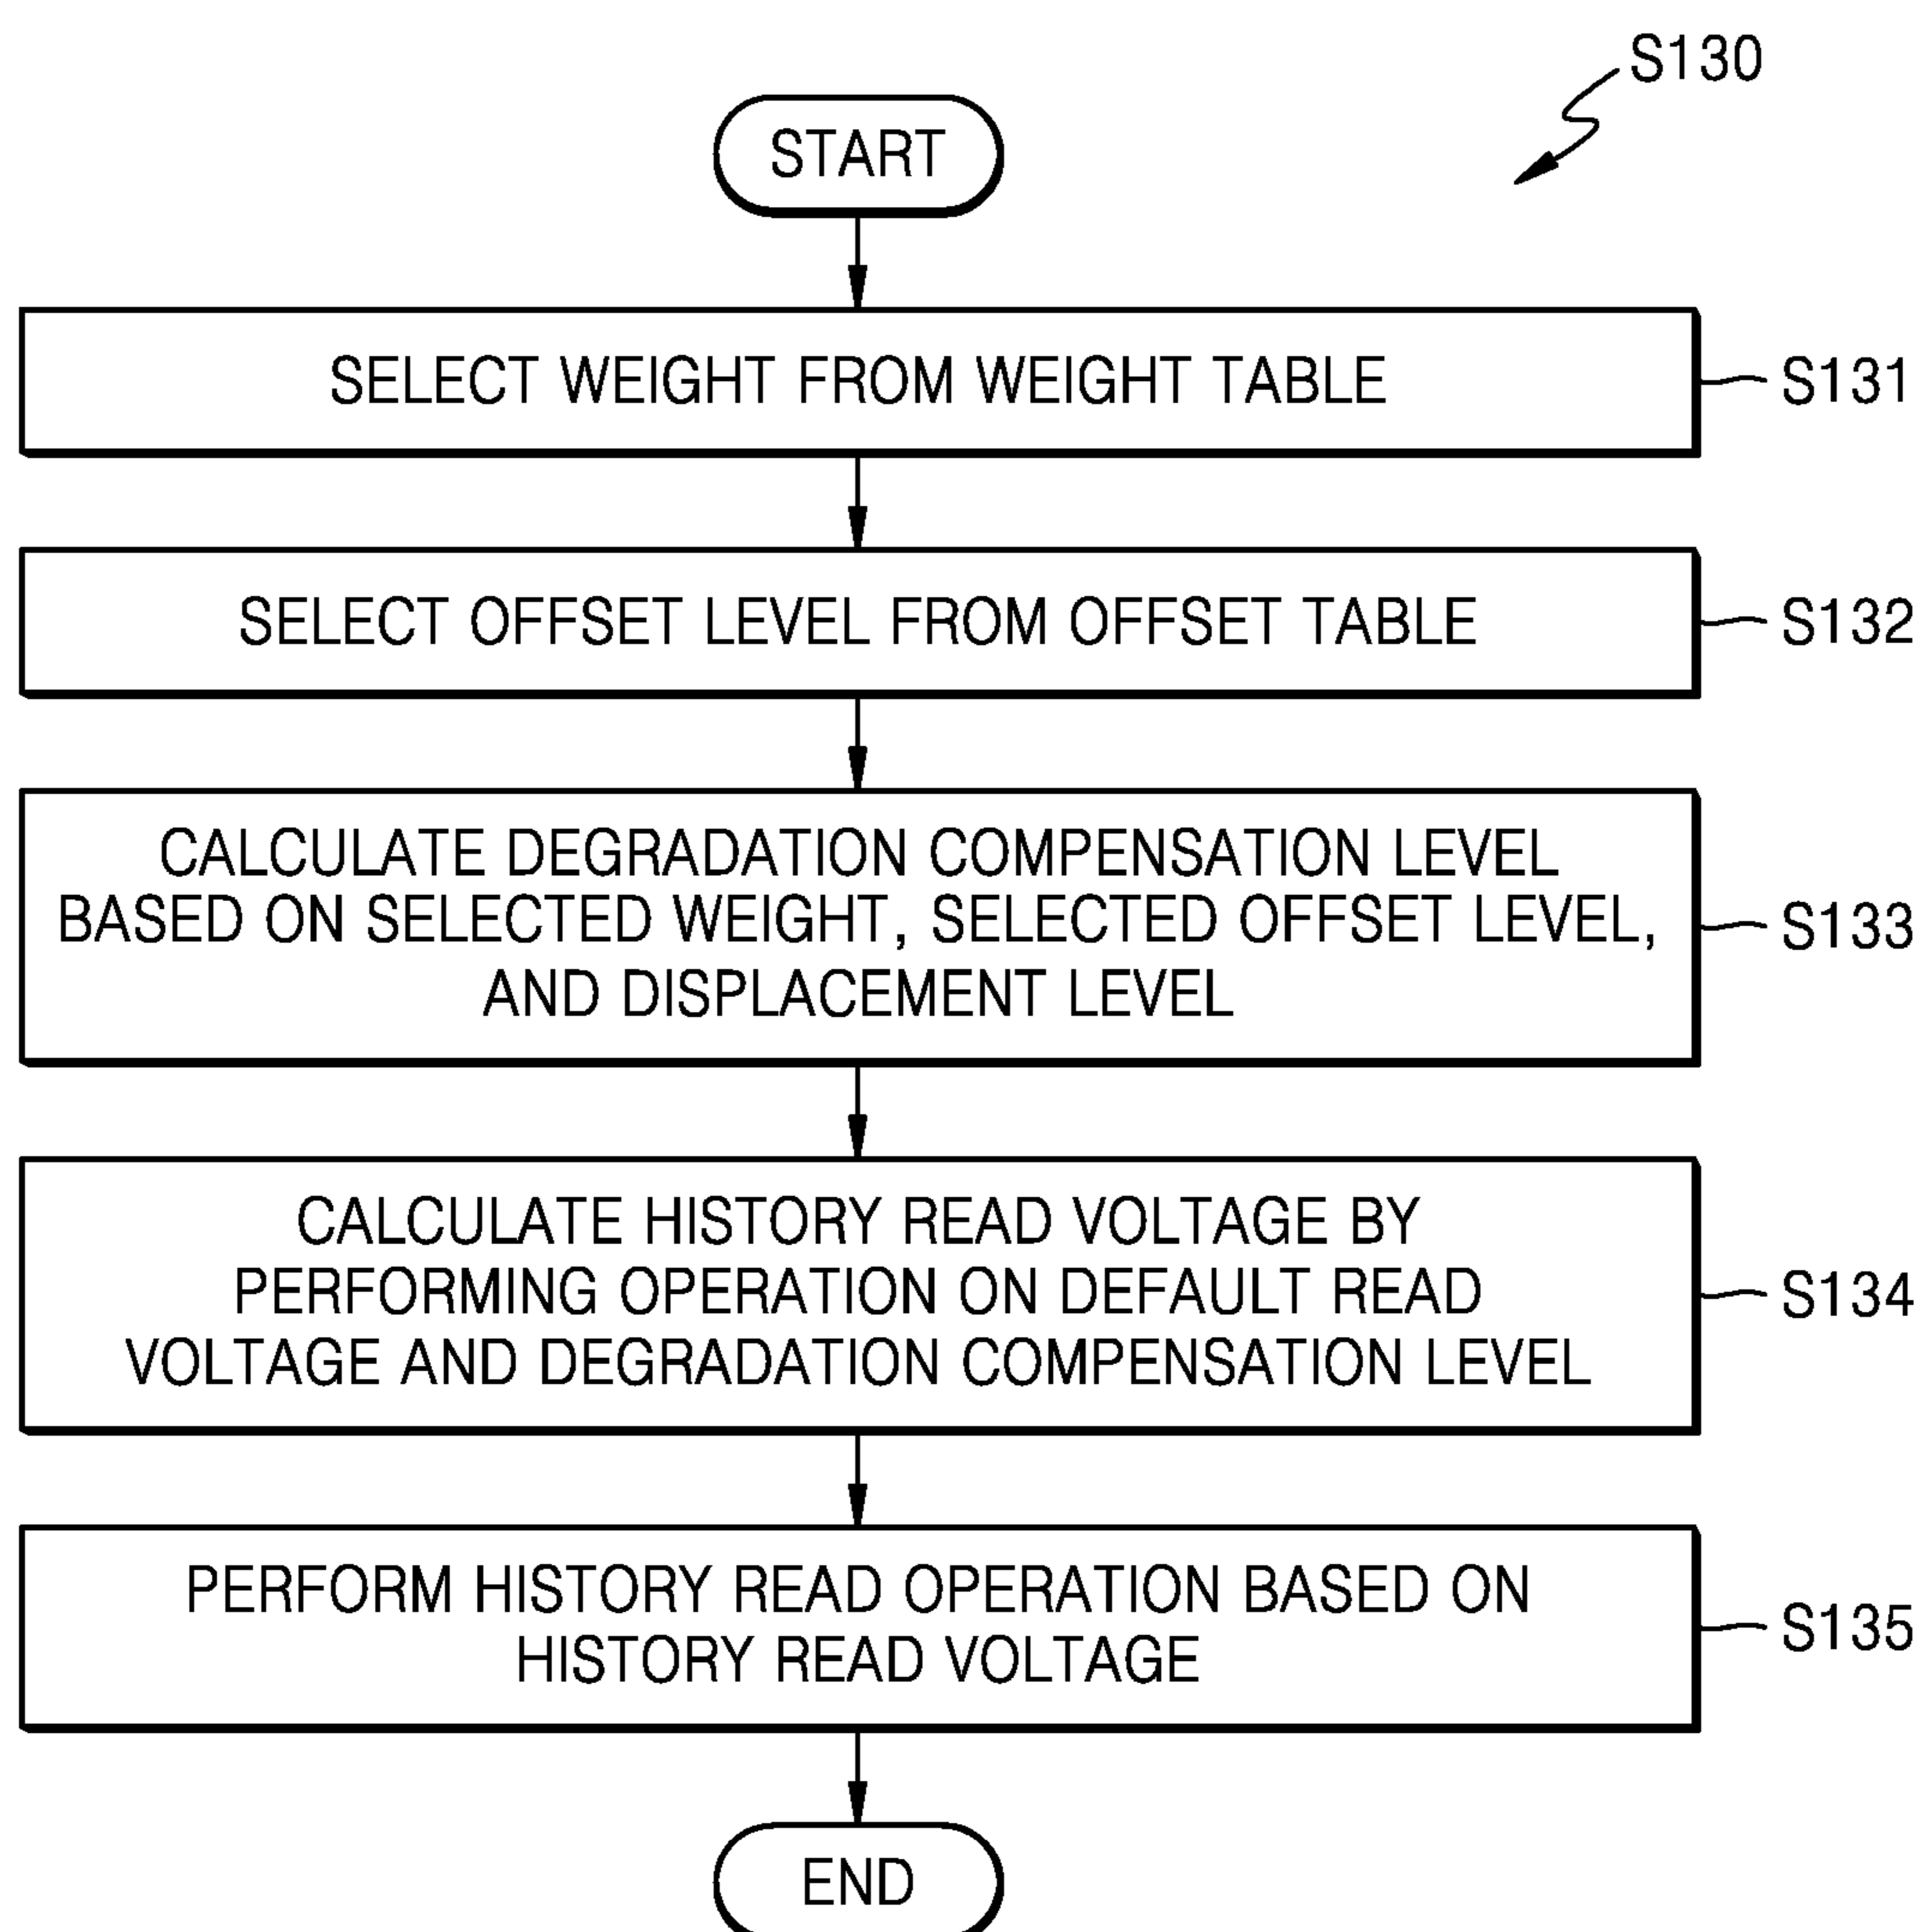 S130
START
SELECT WEIGHT FROM WEIGHT TABLE
S131
SELECT OFFSET LEVEL FROM OFFSET TABLE
S132
CALCULATE DEGRADATION COMPENSATION LEVEL
BASED ON SELECTED WEIGHT, SELECTED OFFSET LEVEL,
AND DISPLACEMENT LEVEL
S133
CALCULATE HISTORY READ VOLTAGE BY
PERFORMING OPERATION ON DEFAULT READ
VOLTAGE AND DEGRADATION COMPENSATION LEVEL
S134
PERFORM HISTORY READ OPERATION BASED ON
HISTORY READ VOLTAGE
S135
END